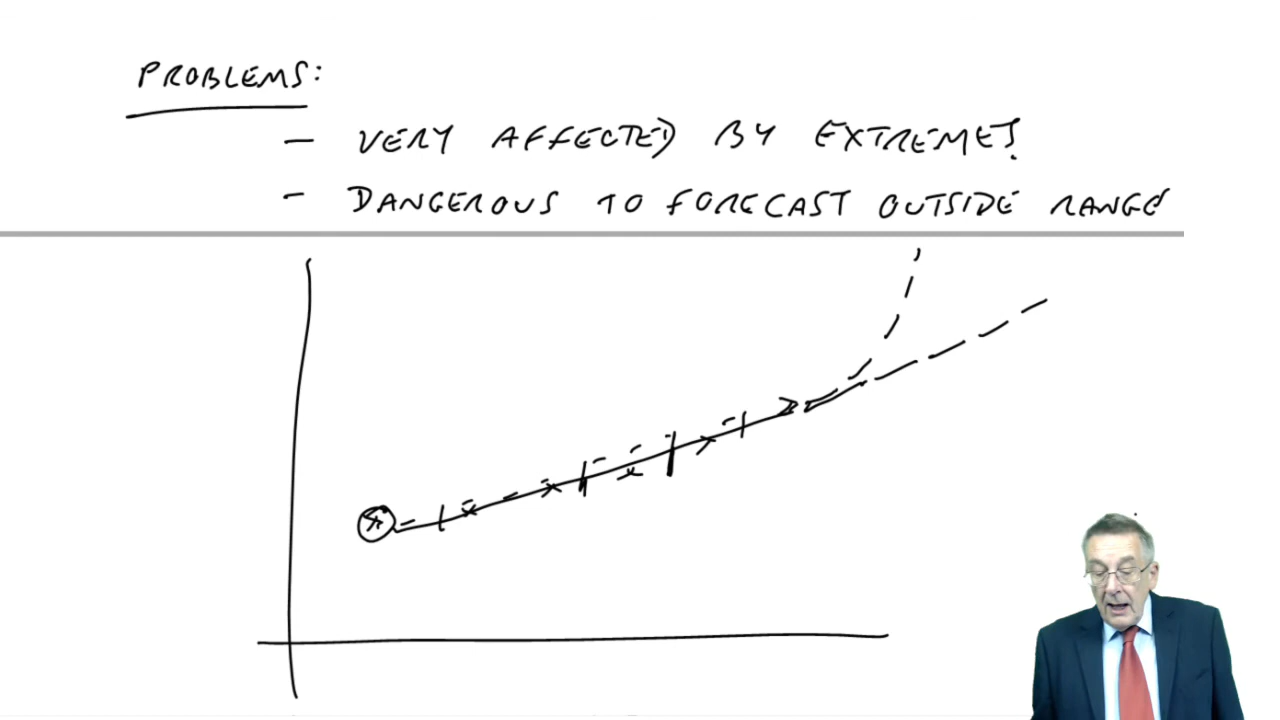 PROBLEMS:
- VERY AFFECTED BY EXTREMES.
- DANGEROUS TO FORECAST OUTSIDE RANGE